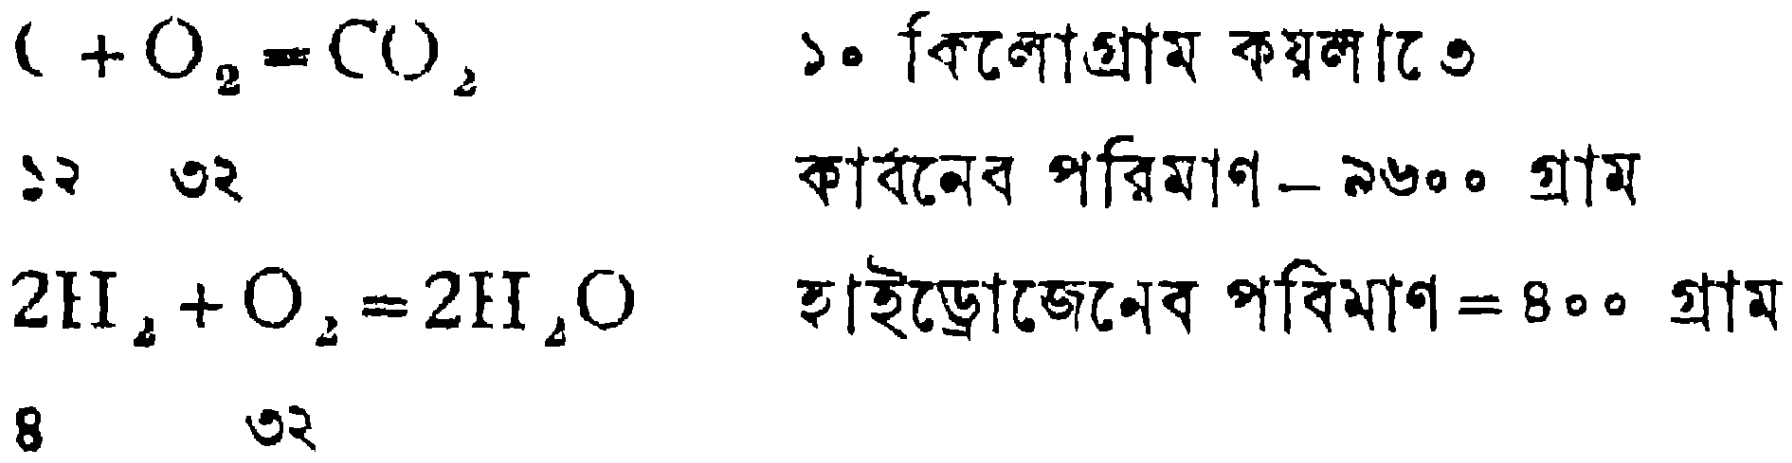 C + O₂ = CO₂ ১০ কিলোগ্রাম কয়লাতে
১২ ৩২ কার্বনেব পরিমাণ – ৯৬০০ গ্রাম
2H₂ + O₂ = 2H₂O হাইড্রোজেনেব পবিমাণ = ৪০০ গ্রাম
৪ ৩২